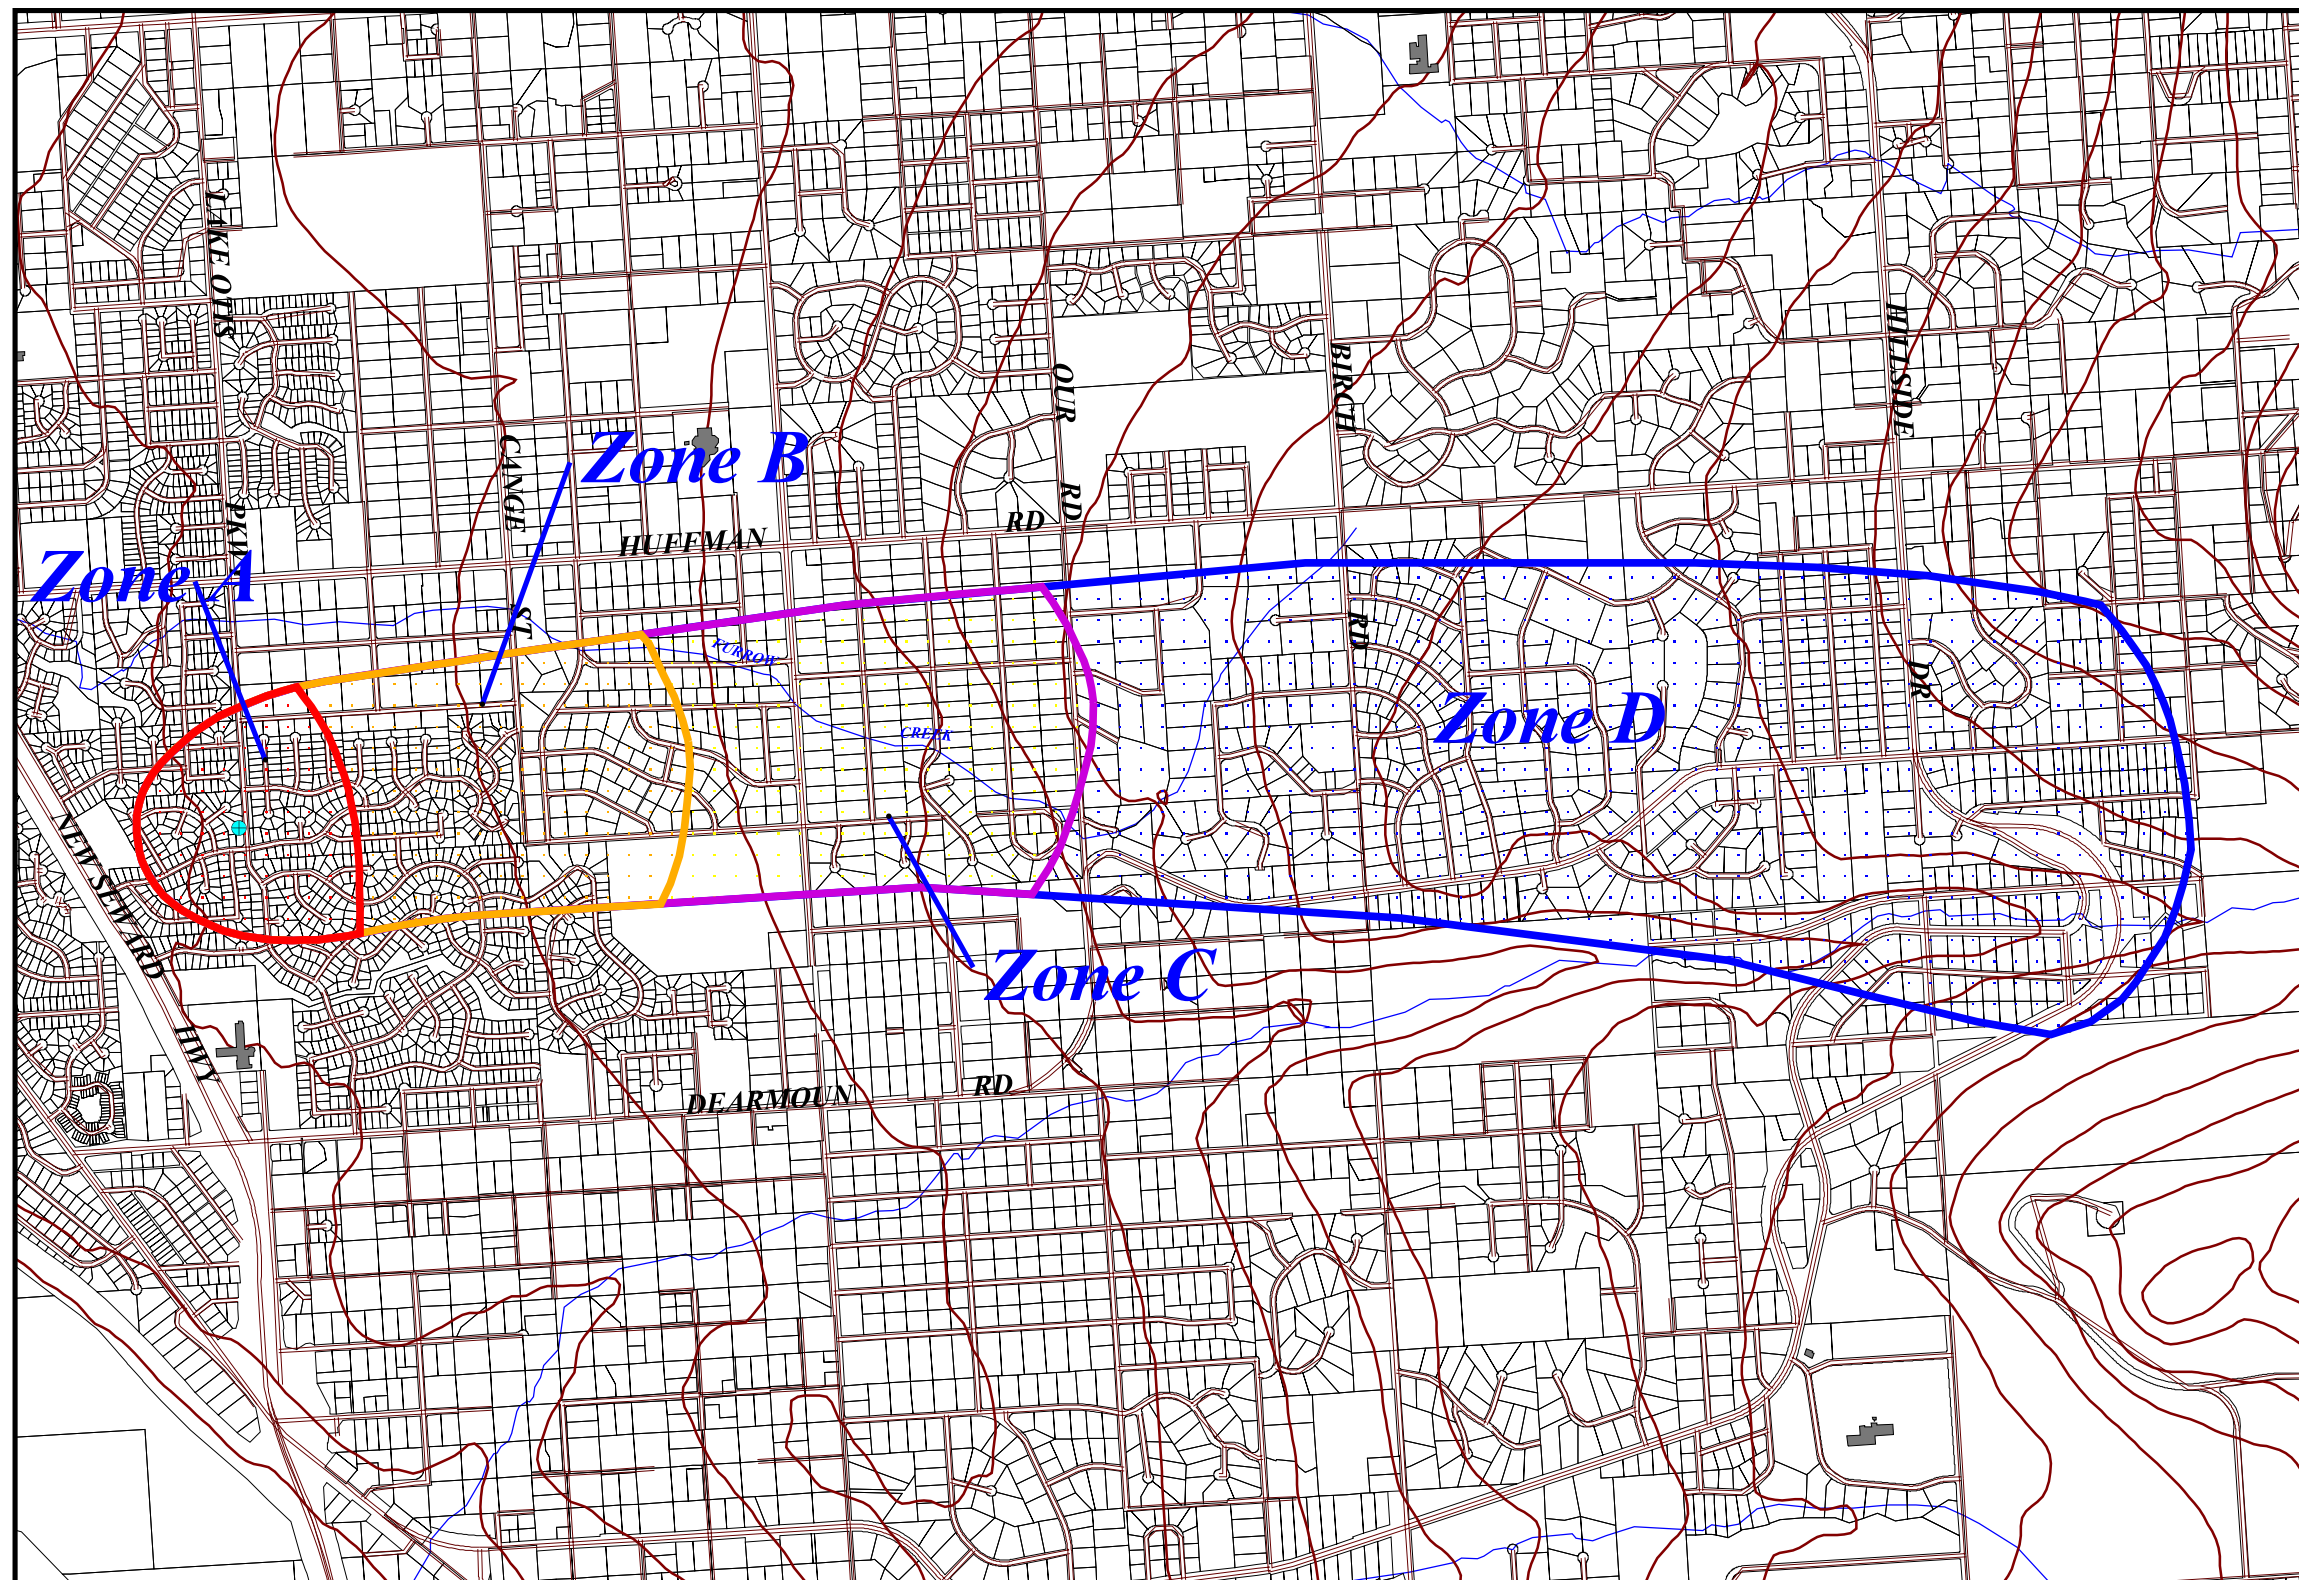 LAKE OTIS
PKWY
CANGE
ST
OUR
RD
BIRCH
RD
HILLSIDE
DR
Zone B
HUFFMAN
RD
Zone A
FURROW
CREEK
Zone D
NEW SEWARD
HWY
Zone C
DEARMOUN
RD